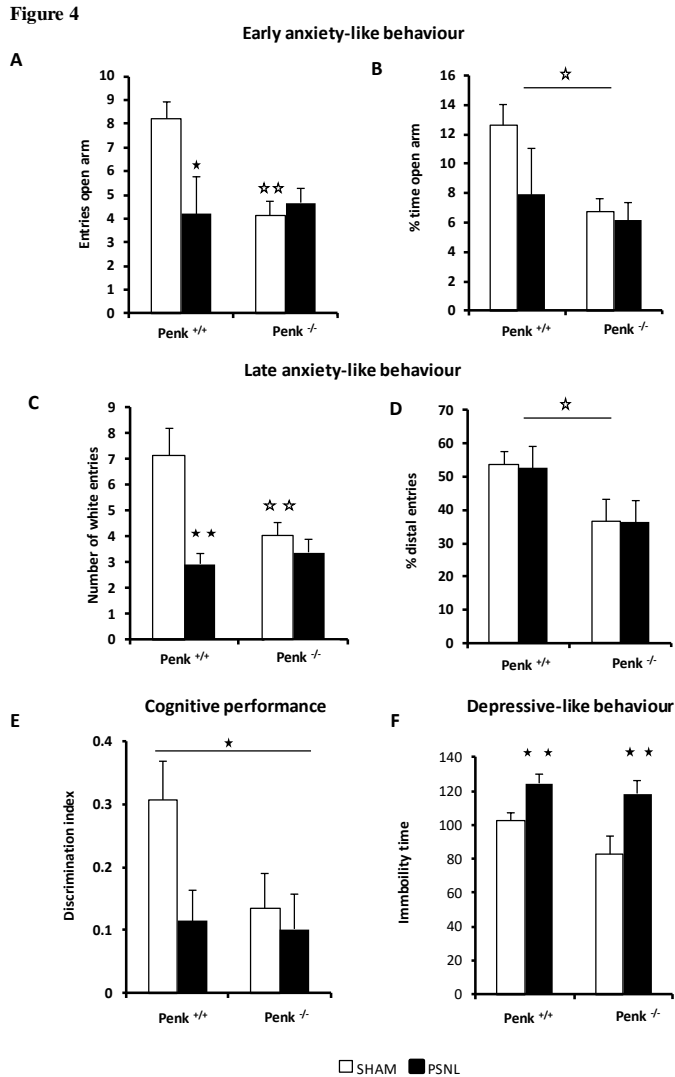 Figure 4
Early anxiety-like behaviour
A
Entries open arm
10
9
8
7
6
5
4
3
2
1
0
★
☆☆
Penk +/+
Penk -/-
B
% time open arm
16
14
12
10
8
6
4
2
0
☆
Penk +/+
Penk -/-
Late anxiety-like behaviour
C
Number of white entries
9
8
7
6
5
4
3
2
1
0
★ ★
☆ ☆
Penk +/+
Penk -/-
D
% distal entries
70
60
50
40
30
20
10
0
☆
Penk +/+
Penk -/-
Cognitive performance
E
Discrimination index
0.4
0.3
0.2
0.1
0
★
Penk +/+
Penk -/-
Depressive-like behaviour
F
Immboility time
140
120
100
80
60
40
20
0
★ ★
★ ★
Penk +/+
Penk -/-
SHAM PSNL